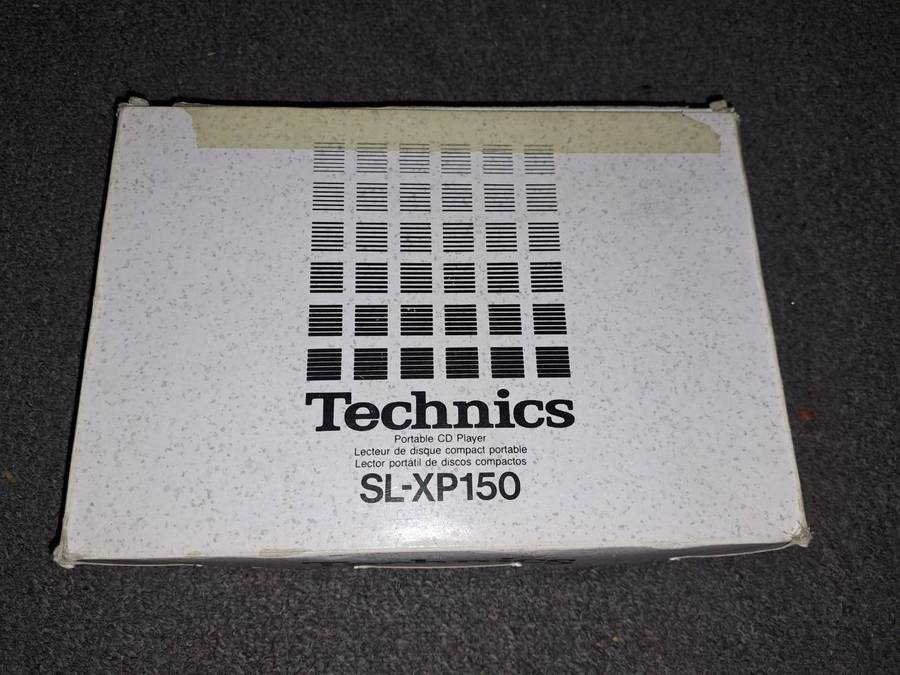 Technics
Portable CD Player
Lecteur de disque compact portable
Lector portátil de discos compactos
SL-XP150